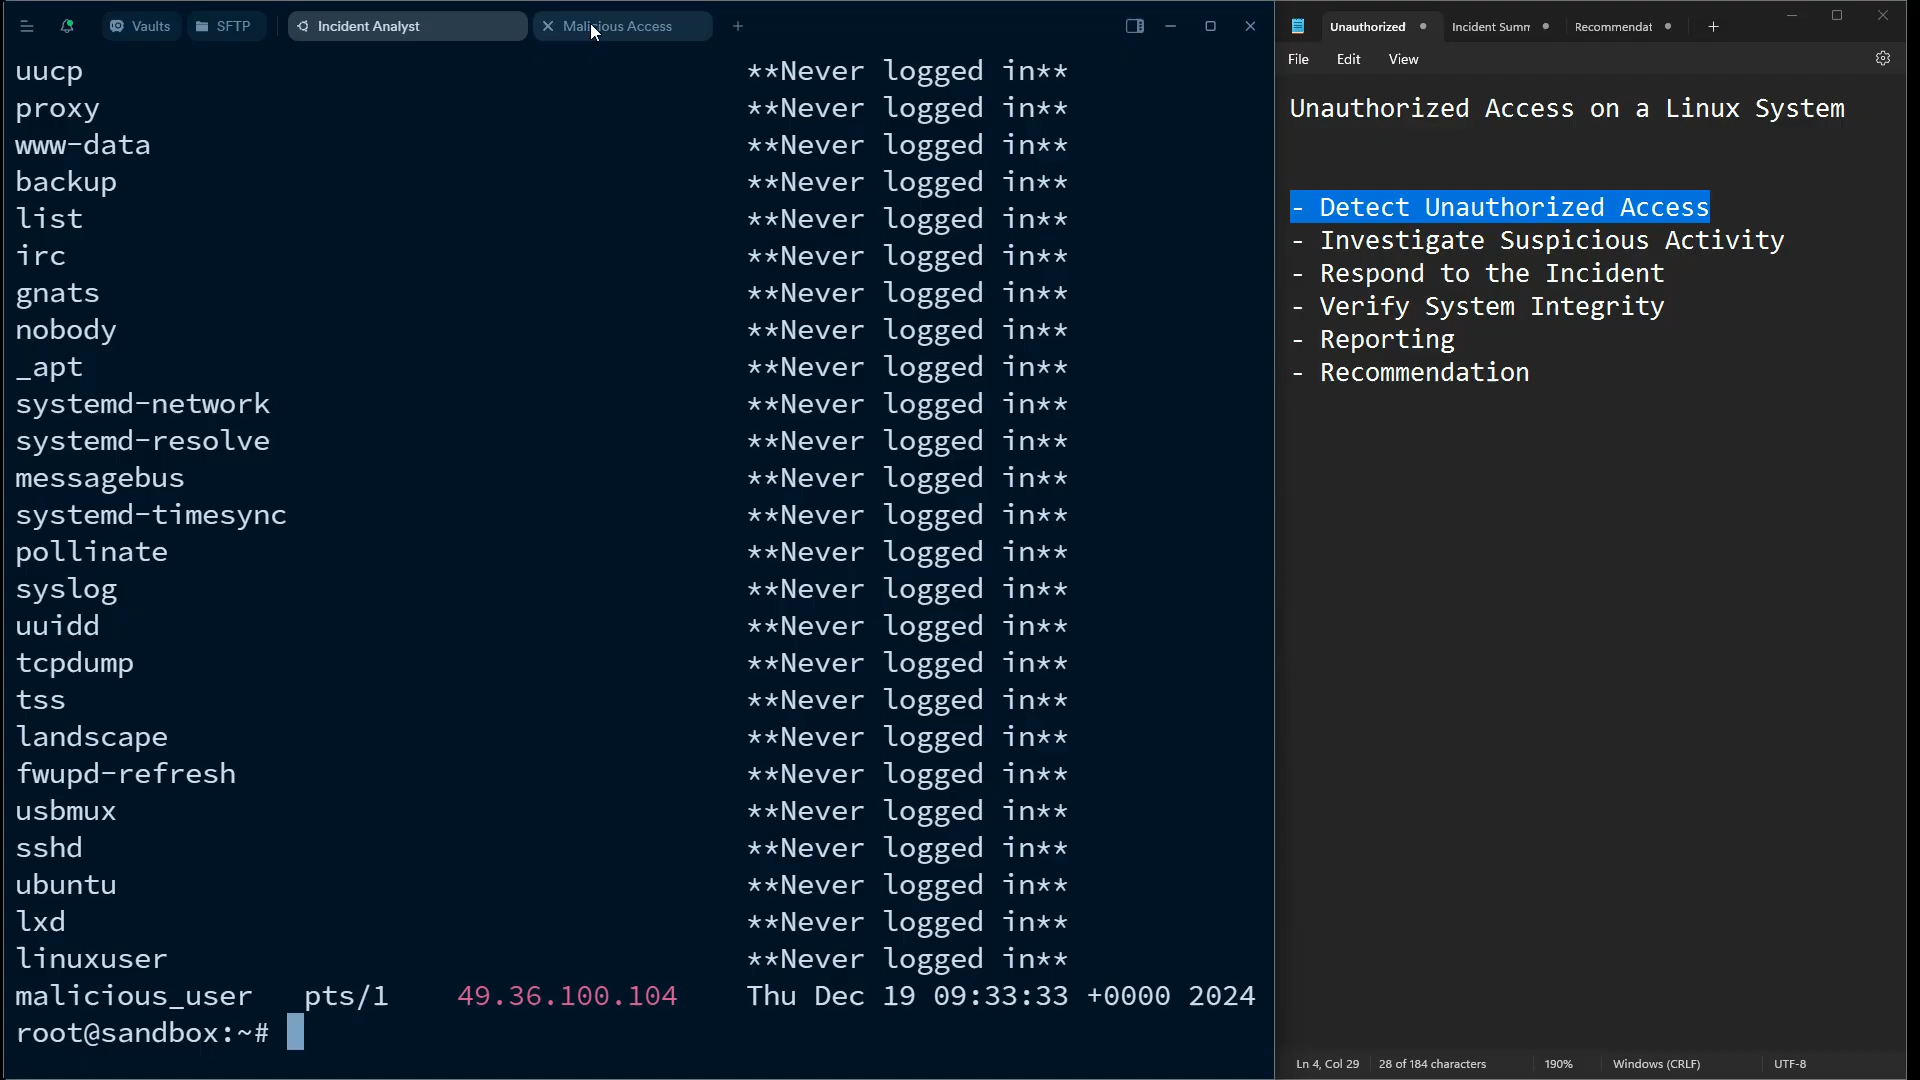 Vaults SFTP Incident Analyst Malicious Access
uucp **Never logged in**
proxy **Never logged in**
www-data **Never logged in**
backup **Never logged in**
list **Never logged in**
irc **Never logged in**
gnats **Never logged in**
nobody **Never logged in**
_apt **Never logged in**
systemd-network **Never logged in**
systemd-resolve **Never logged in**
messagebus **Never logged in**
systemd-timesync **Never logged in**
pollinate **Never logged in**
syslog **Never logged in**
uuidd **Never logged in**
tcpdump **Never logged in**
tss **Never logged in**
landscape **Never logged in**
fwupd-refresh **Never logged in**
usbmux **Never logged in**
sshd **Never logged in**
ubuntu **Never logged in**
lxd **Never logged in**
linuxuser **Never logged in**
malicious_user pts/1 49.36.100.104 Thu Dec 19 09:33:33 +0000 2024
root@sandbox:~#
Unauthorized Incident Summ Recommendat
File Edit View
Unauthorized Access on a Linux System
- Detect Unauthorized Access
- Investigate Suspicious Activity
- Respond to the Incident
- Verify System Integrity
- Reporting
- Recommendation
Ln 4, Col 29 28 of 184 characters 190% Windows (CRLF) UTF-8